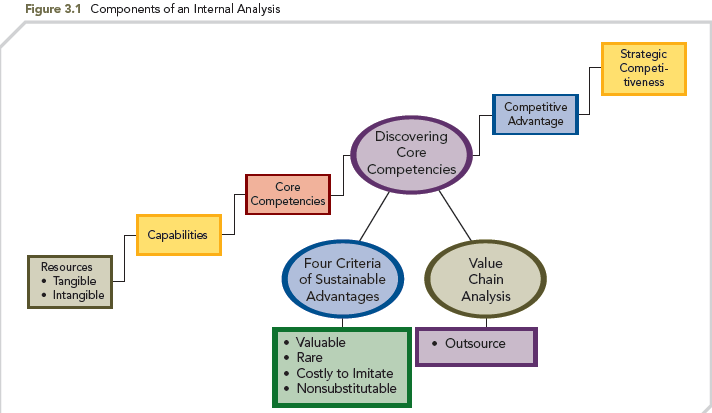 Figure 3.1 Components of an Internal Analysis
Strategic
Competi-
tiveness
Competitive
Advantage
Discovering
Core
Competencies
Core
Competencies
Capabilities
Resources
• Tangible
• Intangible
Four Criteria
of Sustainable
Advantages
Value
Chain
Analysis
• Valuable
• Rare
• Costly to Imitate
• Nonsubstitutable
• Outsource